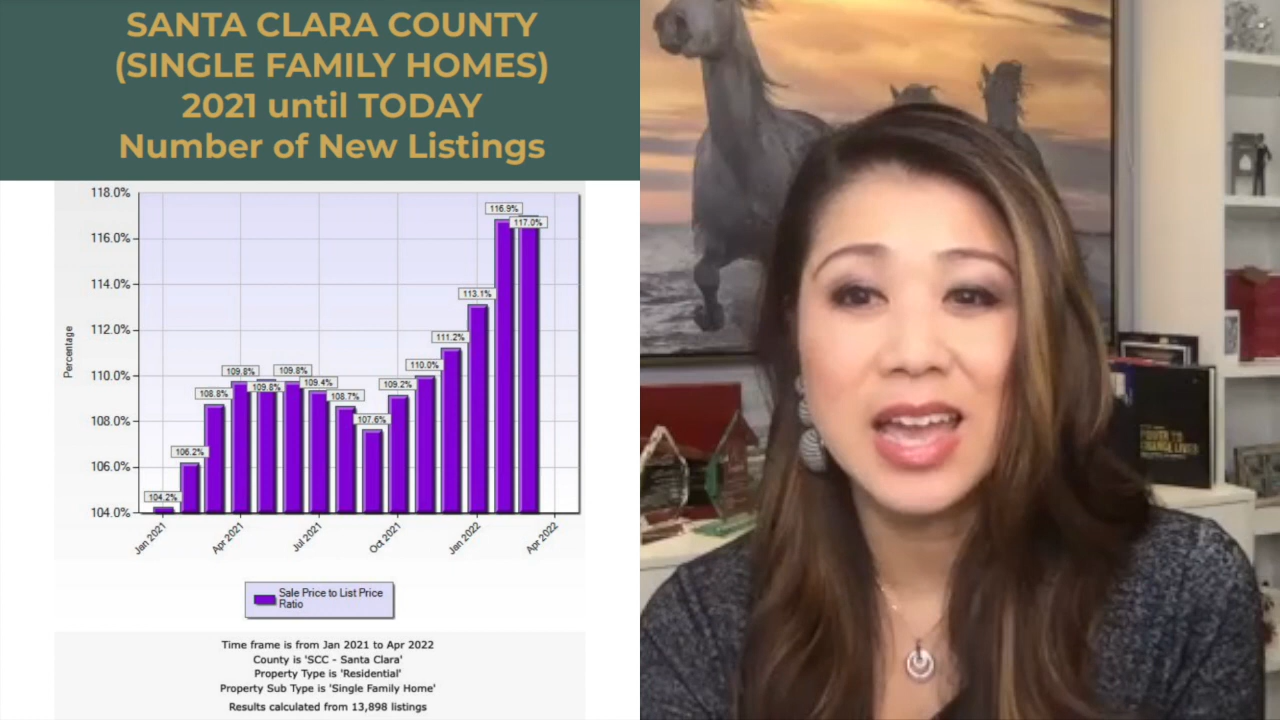 SANTA CLARA COUNTY
(SINGLE FAMILY HOMES)
2021 until TODAY
Number of New Listings
118.0%
116.0%
114.0%
112.0%
110.0%
108.0%
106.0%
104.0%
Percentage
104.2%
106.2%
108.8%
109.8%
109.8%
109.8%
109.4%
108.7%
107.6%
109.2%
110.0%
111.2%
113.1%
116.9%
117.0%
Jan 2021
Apr 2021
Jul 2021
Oct 2021
Jan 2022
Apr 2022
Sale Price to List Price
Ratio
Time frame is from Jan 2021 to Apr 2022
County is 'SCC - Santa Clara'
Property Type is 'Residential'
Property Sub Type is 'Single Family Home'
Results calculated from 13,898 listings